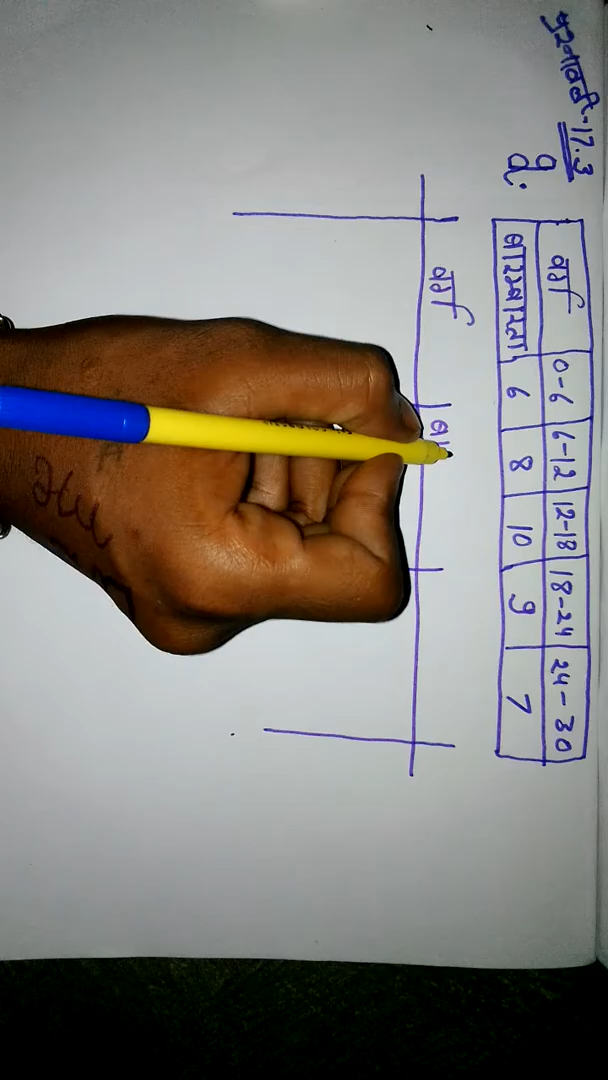 प्रश्नावली - 17.3
9
वर्ग 0-6 6-12 12-18 18-24 24-30
बारम्बारता 6 8 10 9 7
वर्ग बा